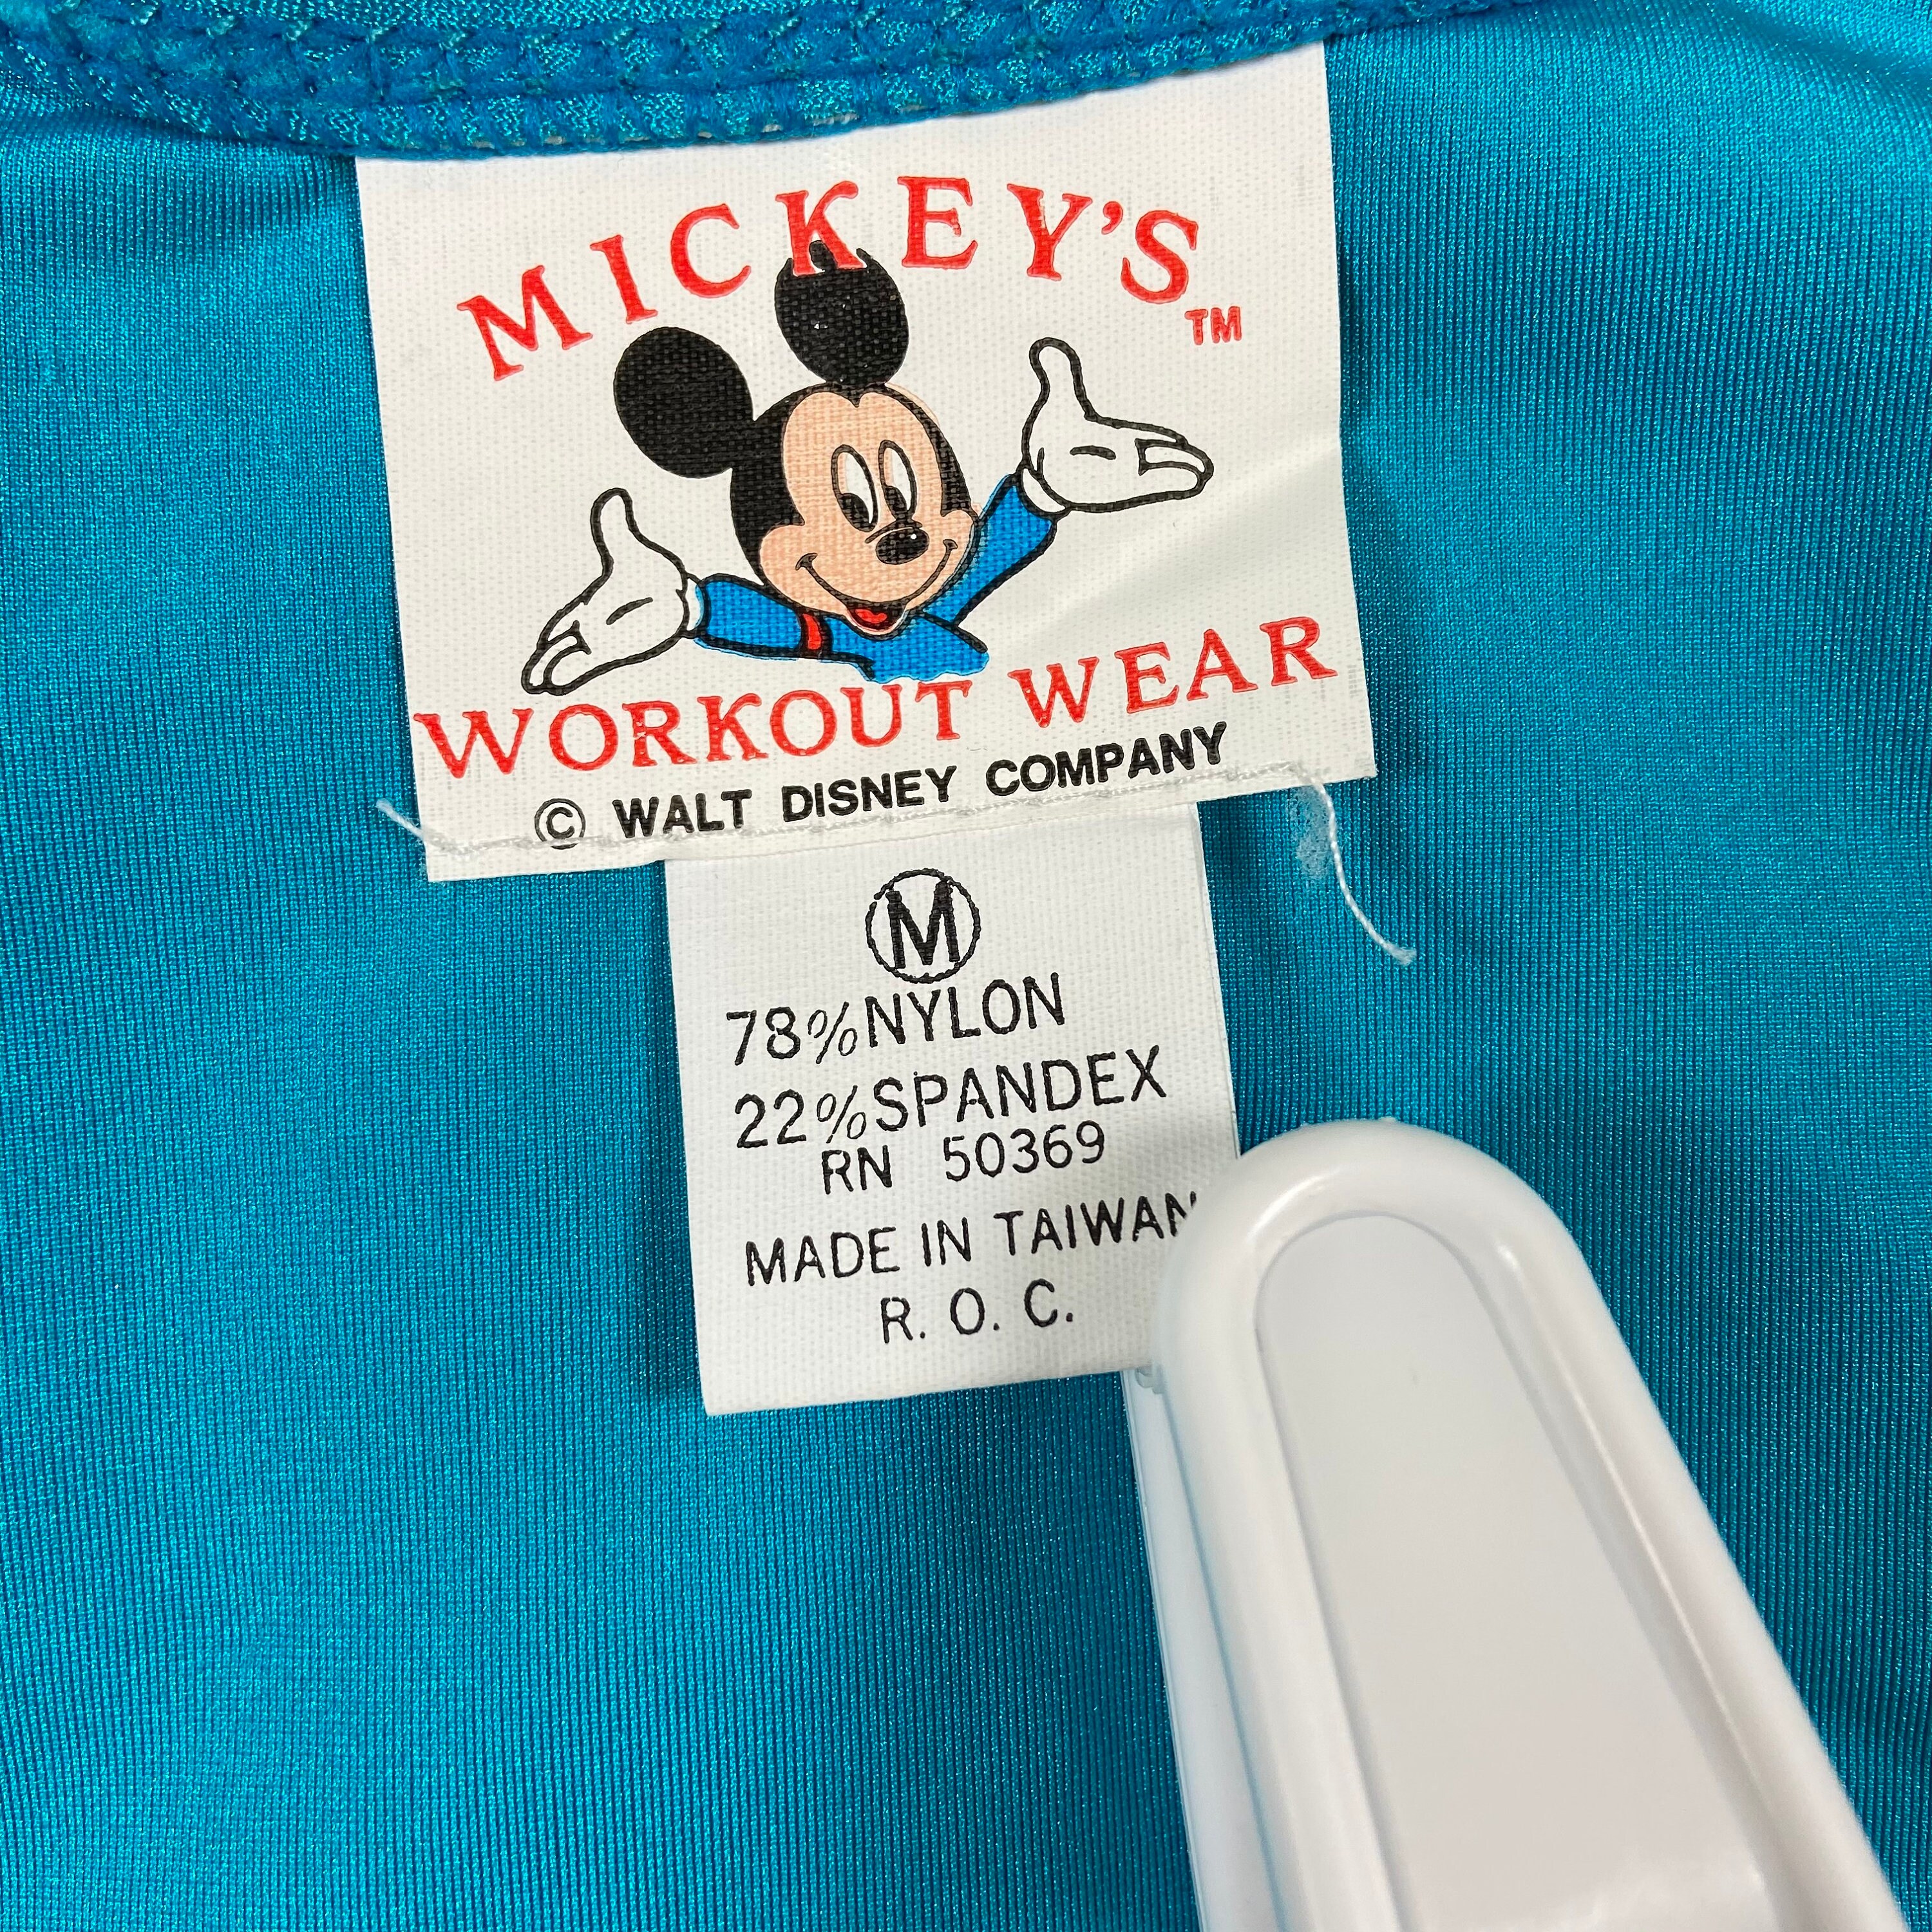 MICKEY'S
TM
WORKOUT WEAR
© WALT DISNEY COMPANY
M
78%NYLON
22%SPANDEX
RN 50369
MADE IN TAIWAN
R. O. C.